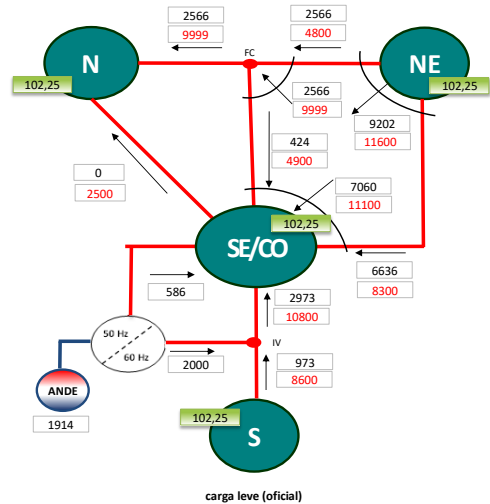 2566
9999
2566
4800
FC
N
NE
102,25
102,25
2566
9999
9202
11600
0
2500
424
4900
7060
11100
102,25
SE/CO
586
6636
8300
2973
10800
50 Hz
60 Hz
IV
2000
ANDE
973
8600
1914
102,25
S
carga leve (oficial)